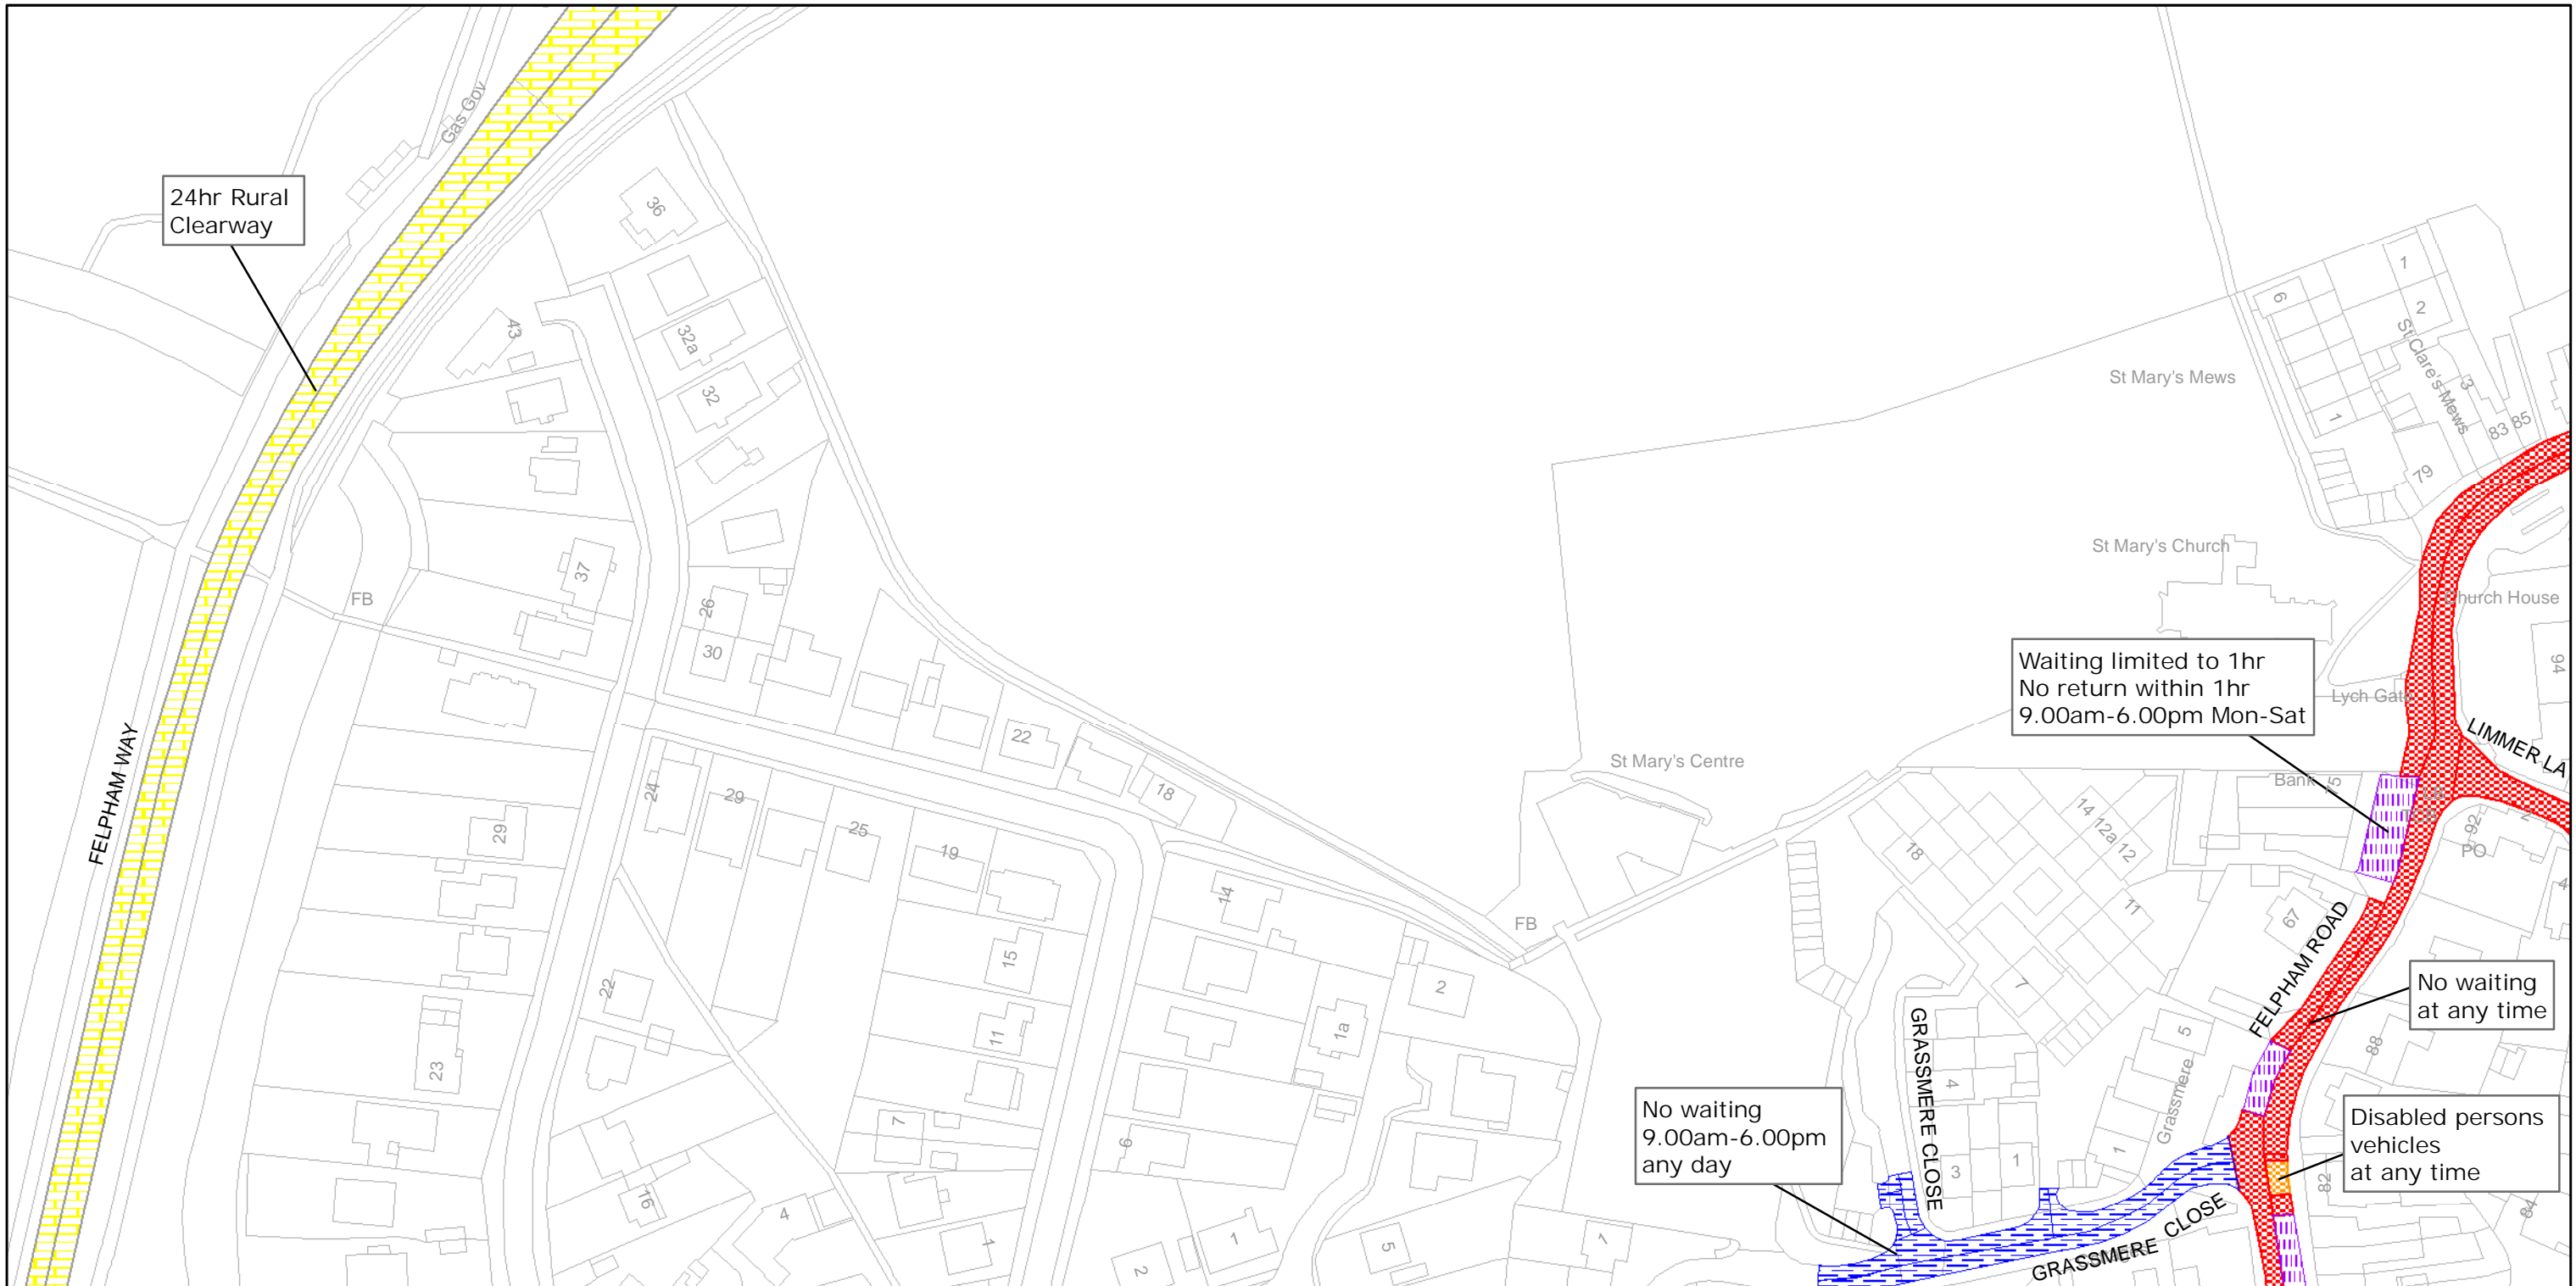 Gas Gov
24hr Rural
Clearway
36
43
32a
32
6
1
2
St Clare's Mews
3
1
83
85
79
St Mary's Mews
St Mary's Church
Church House
94
37
FB
26
30
Waiting limited to 1hr
No return within 1hr
9.00am-6.00pm Mon-Sat
Lych Gate
LIMMER LA
FELPHAM WAY
22
18
St Mary's Centre
Bank
75
24
29
25
19
29
14
12a
12
18
92
2
PO
4
14
FB
11
67
FELPHAM ROAD
15
22
2
7
No waiting
at any time
11
1a
GRASSMERE CLOSE
5
88
23
4
Grassmere
No waiting
9.00am-6.00pm
any day
Disabled persons
vehicles
at any time
7
6
3
1
1
82
84
16
4
1
2
1
5
7
GRASSMERE CLOSE